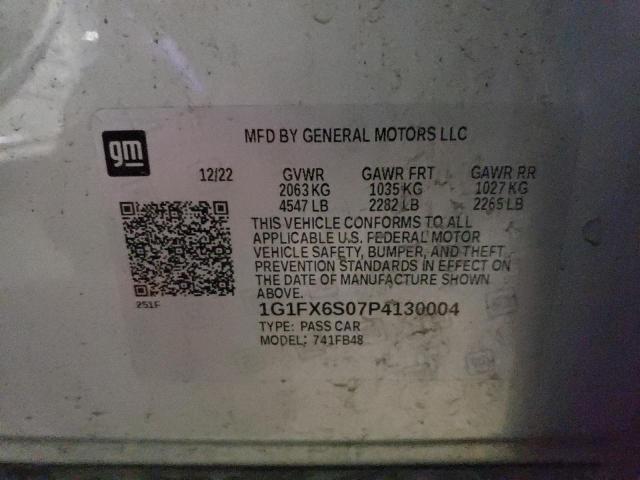 gm
MFD BY GENERAL MOTORS LLC
12/22 GVWR GAWR FRT GAWR RR
2063 KG 1035 KG 1027 KG
4547 LB 2282 LB 2265 LB
THIS VEHICLE CONFORMS TO ALL
APPLICABLE U.S. FEDERAL MOTOR
VEHICLE SAFETY, BUMPER, AND THEFT
PREVENTION STANDARDS IN EFFECT ON
THE DATE OF MANUFACTURE SHOWN
ABOVE.
251F
1G1FX6S07P4130004
TYPE: PASS CAR
MODEL: 741FB48